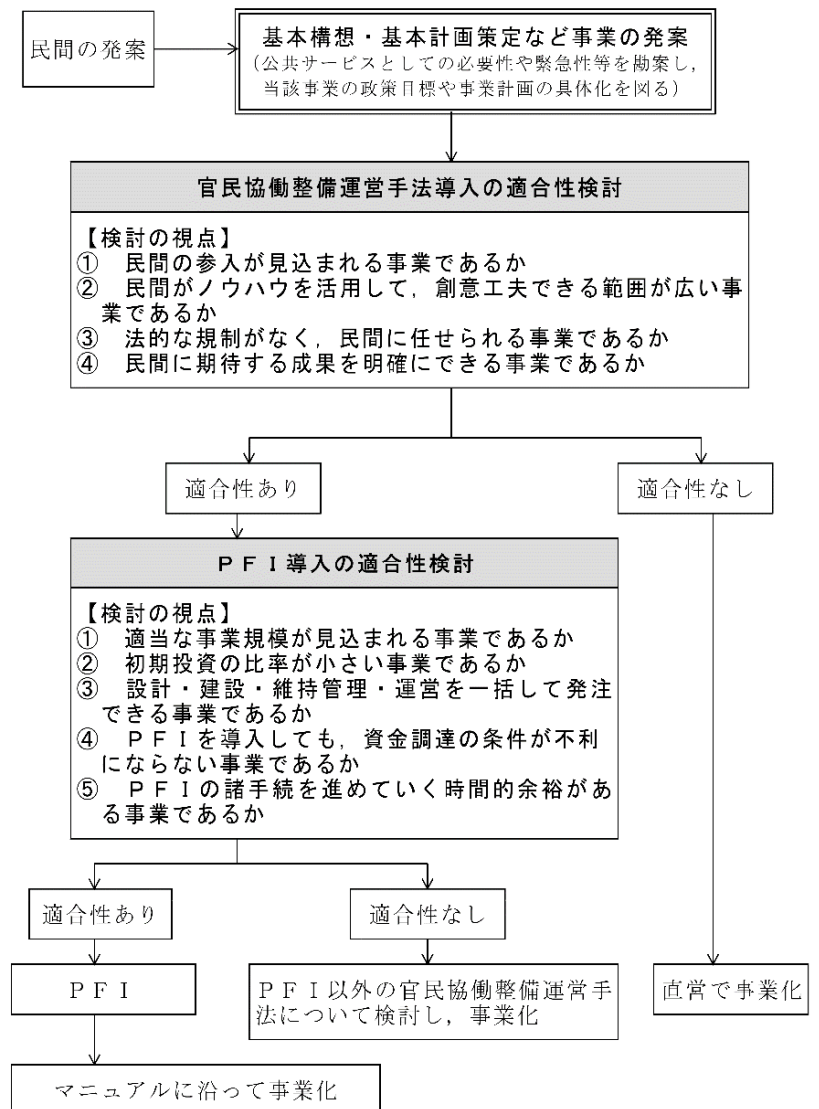 民間の発案
基本構想・基本計画策定など事業の発案
（公共サービスとしての必要性や緊急性等を勘案し，
当該事業の政策目標や事業計画の具体化を図る）
官民協働整備運営手法導入の適合性検討
【検討の視点】
① 民間の参入が見込まれる事業であるか
② 民間がノウハウを活用して，創意工夫できる範囲が広い事
業であるか
③ 法的な規制がなく，民間に任せられる事業であるか
④ 民間に期待する成果を明確にできる事業であるか
適合性あり
適合性なし
ＰＦＩ導入の適合性検討
【検討の視点】
① 適当な事業規模が見込まれる事業であるか
② 初期投資の比率が小さい事業であるか
③ 設計・建設・維持管理・運営を一括して発注
できる事業であるか
④ ＰＦＩを導入しても，資金調達の条件が不利
にならない事業であるか
⑤ ＰＦＩの諸手続を進めていく時間的余裕があ
る事業であるか
適合性あり
適合性なし
ＰＦＩ
ＰＦＩ以外の官民協働整備運営手
法について検討し，事業化
直営で事業化
マニュアルに沿って事業化